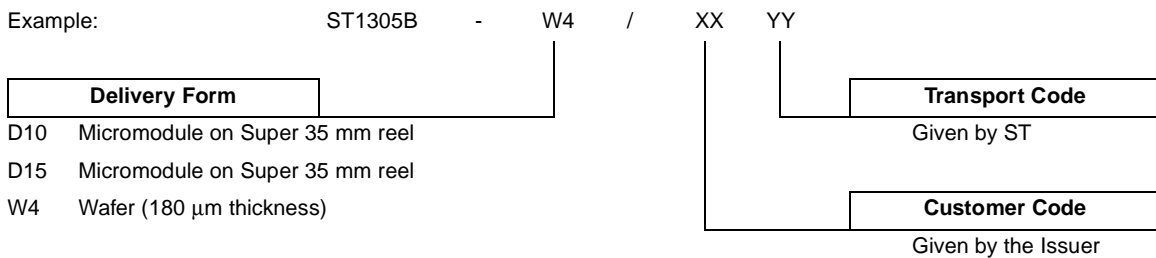 Example: ST1305B - W4 / XX YY
Delivery Form Transport Code
D10 Micromodule on Super 35 mm reel Given by ST
D15 Micromodule on Super 35 mm reel
W4 Wafer (180 μm thickness) Customer Code
Given by the Issuer